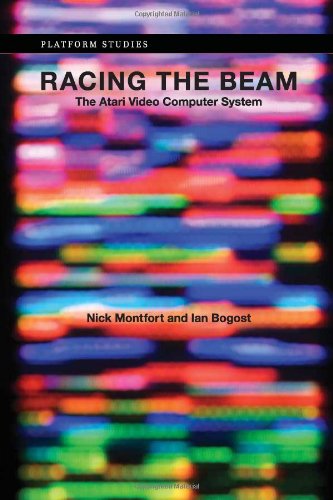 PLATFORM STUDIES
RACING THE BEAM
The Atari Video Computer System
Nick Montfort and Ian Bogost